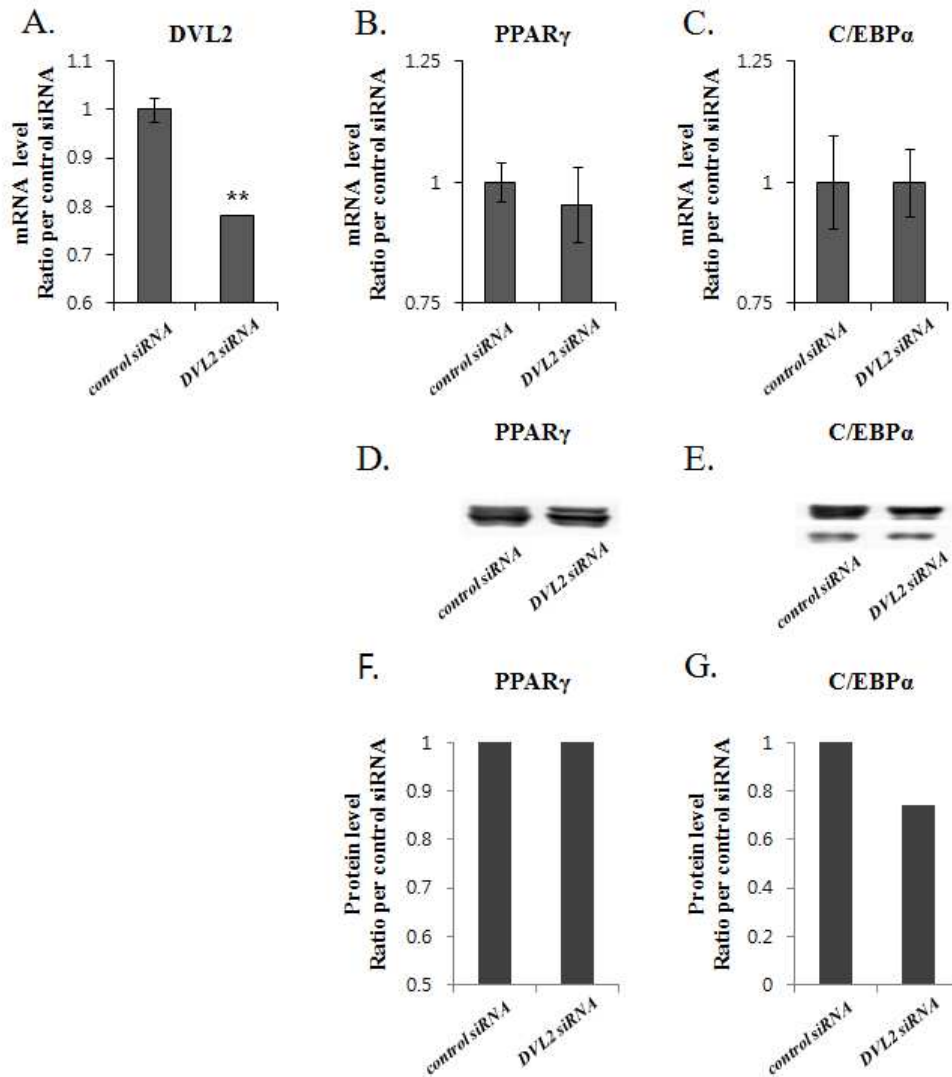 A.
DVL2
mRNA level
Ratio per control siRNA
1.1
1
0.9
0.8
0.7
0.6
**
control siRNA
DVL2 siRNA
B.
PPARγ
mRNA level
Ratio per control siRNA
1.25
1
0.75
control siRNA
DVL2 siRNA
C.
C/EBPα
mRNA level
Ratio per control siRNA
1.25
1
0.75
control siRNA
DVL2 siRNA
D.
PPARγ
control siRNA
DVL2 siRNA
E.
C/EBPα
control siRNA
DVL2 siRNA
F.
PPARγ
Protein level
Ratio per control siRNA
1
0.9
0.8
0.7
0.6
0.5
control siRNA
DVL2 siRNA
G.
C/EBPα
Protein level
Ratio per control siRNA
1
0.8
0.6
0.4
0.2
0
control siRNA
DVL2 siRNA